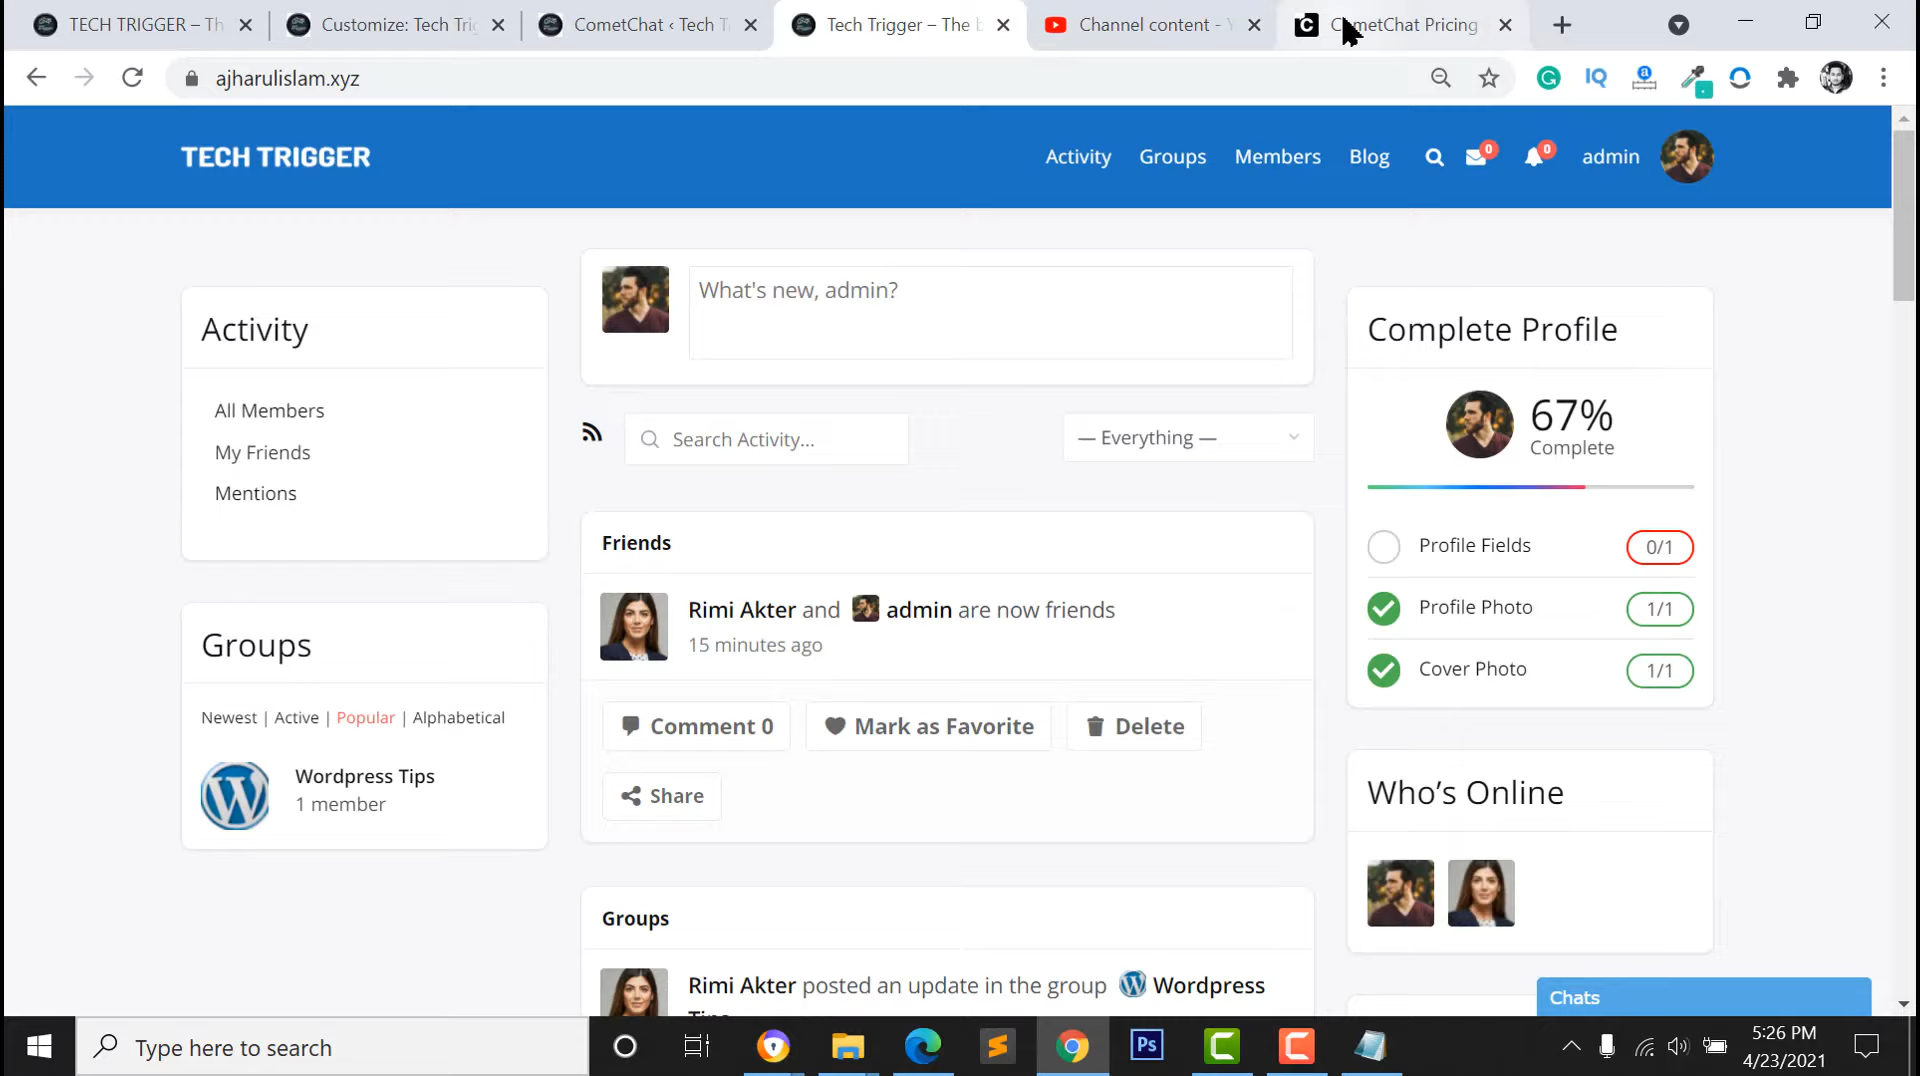 TECH TRIGGER – Th
Customize: Tech Tri
CometChat ‹ Tech T
Tech Trigger – The b
Channel content -
CometChat Pricing
ajharulislam.xyz
TECH TRIGGER
Activity
Groups
Members
Blog
0
0
admin
Activity
All Members
My Friends
Mentions
Groups
Newest | Active | Popular | Alphabetical
Wordpress Tips
1 member
What's new, admin?
Search Activity...
— Everything —
Friends
Rimi Akter and admin are now friends
15 minutes ago
Comment 0
Mark as Favorite
Delete
Share
Groups
Rimi Akter posted an update in the group Wordpress
Complete Profile
67%
Complete
Profile Fields
0/1
Profile Photo
1/1
Cover Photo
1/1
Who’s Online
Chats
Type here to search
Ps
5:26 PM
4/23/2021